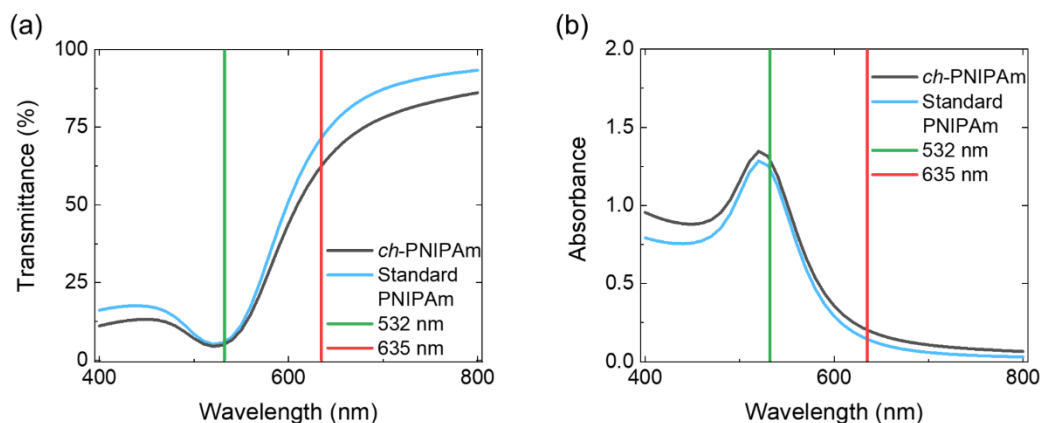 (a)
100
75
50
25
0
400
600
800
Transmittance (%)
Wavelength (nm)
ch-PNIPAm
Standard
PNIPAm
532 nm
635 nm
(b)
2.0
1.5
1.0
0.5
0.0
400
600
800
Absorbance
Wavelength (nm)
ch-PNIPAm
Standard
PNIPAm
532 nm
635 nm